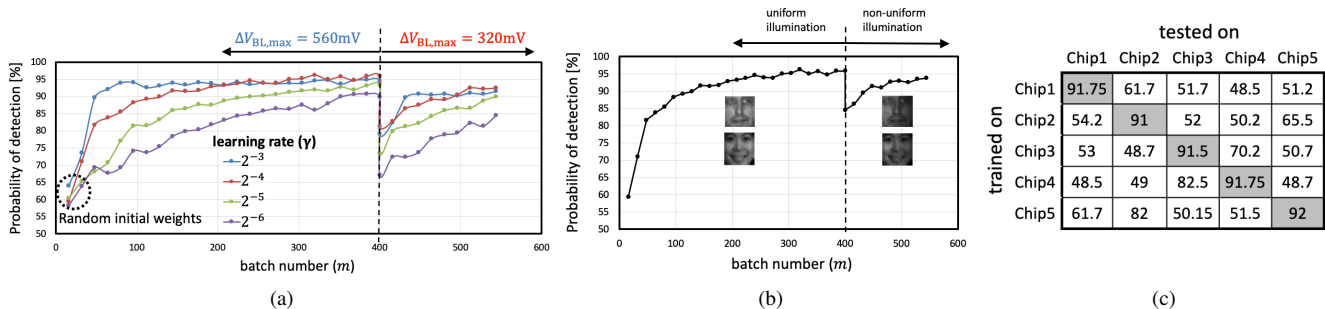 ΔV_BL,max = 560mV
ΔV_BL,max = 320mV
Probability of detection [%]
100
95
90
85
80
75
70
65
60
55
50
learning rate (γ)
2^−3
2^−4
2^−5
2^−6
Random initial weights
0 100 200 300 400 500 600
batch number (m)
(a)
uniform illumination
non-uniform illumination
Probability of detection [%]
100
95
90
85
80
75
70
65
60
55
50
0 100 200 300 400 500 600
batch number (m)
(b)
tested on
Chip1 Chip2 Chip3 Chip4 Chip5
trained on
Chip1 91.75 61.7 51.7 48.5 51.2
Chip2 54.2 91 52 50.2 65.5
Chip3 53 48.7 91.5 70.2 50.7
Chip4 48.5 49 82.5 91.75 48.7
Chip5 61.7 82 50.15 51.5 92
(c)